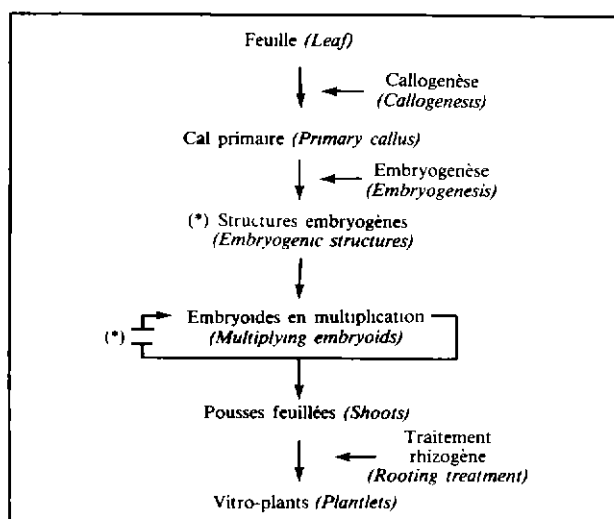 Feuille (Leaf)
Callogenèse
(Callogenesis)
Cal primaire (Primary callus)
Embryogenèse
(Embryogenesis)
(*) Structures embryogènes
(Embryogenic structures)
(*) Embryoides en multiplication
(Multiplying embryoids)
Pousses feuillées (Shoots)
Traitement
rhizogène
(Rooting treatment)
Vitro-plants (Plantlets)